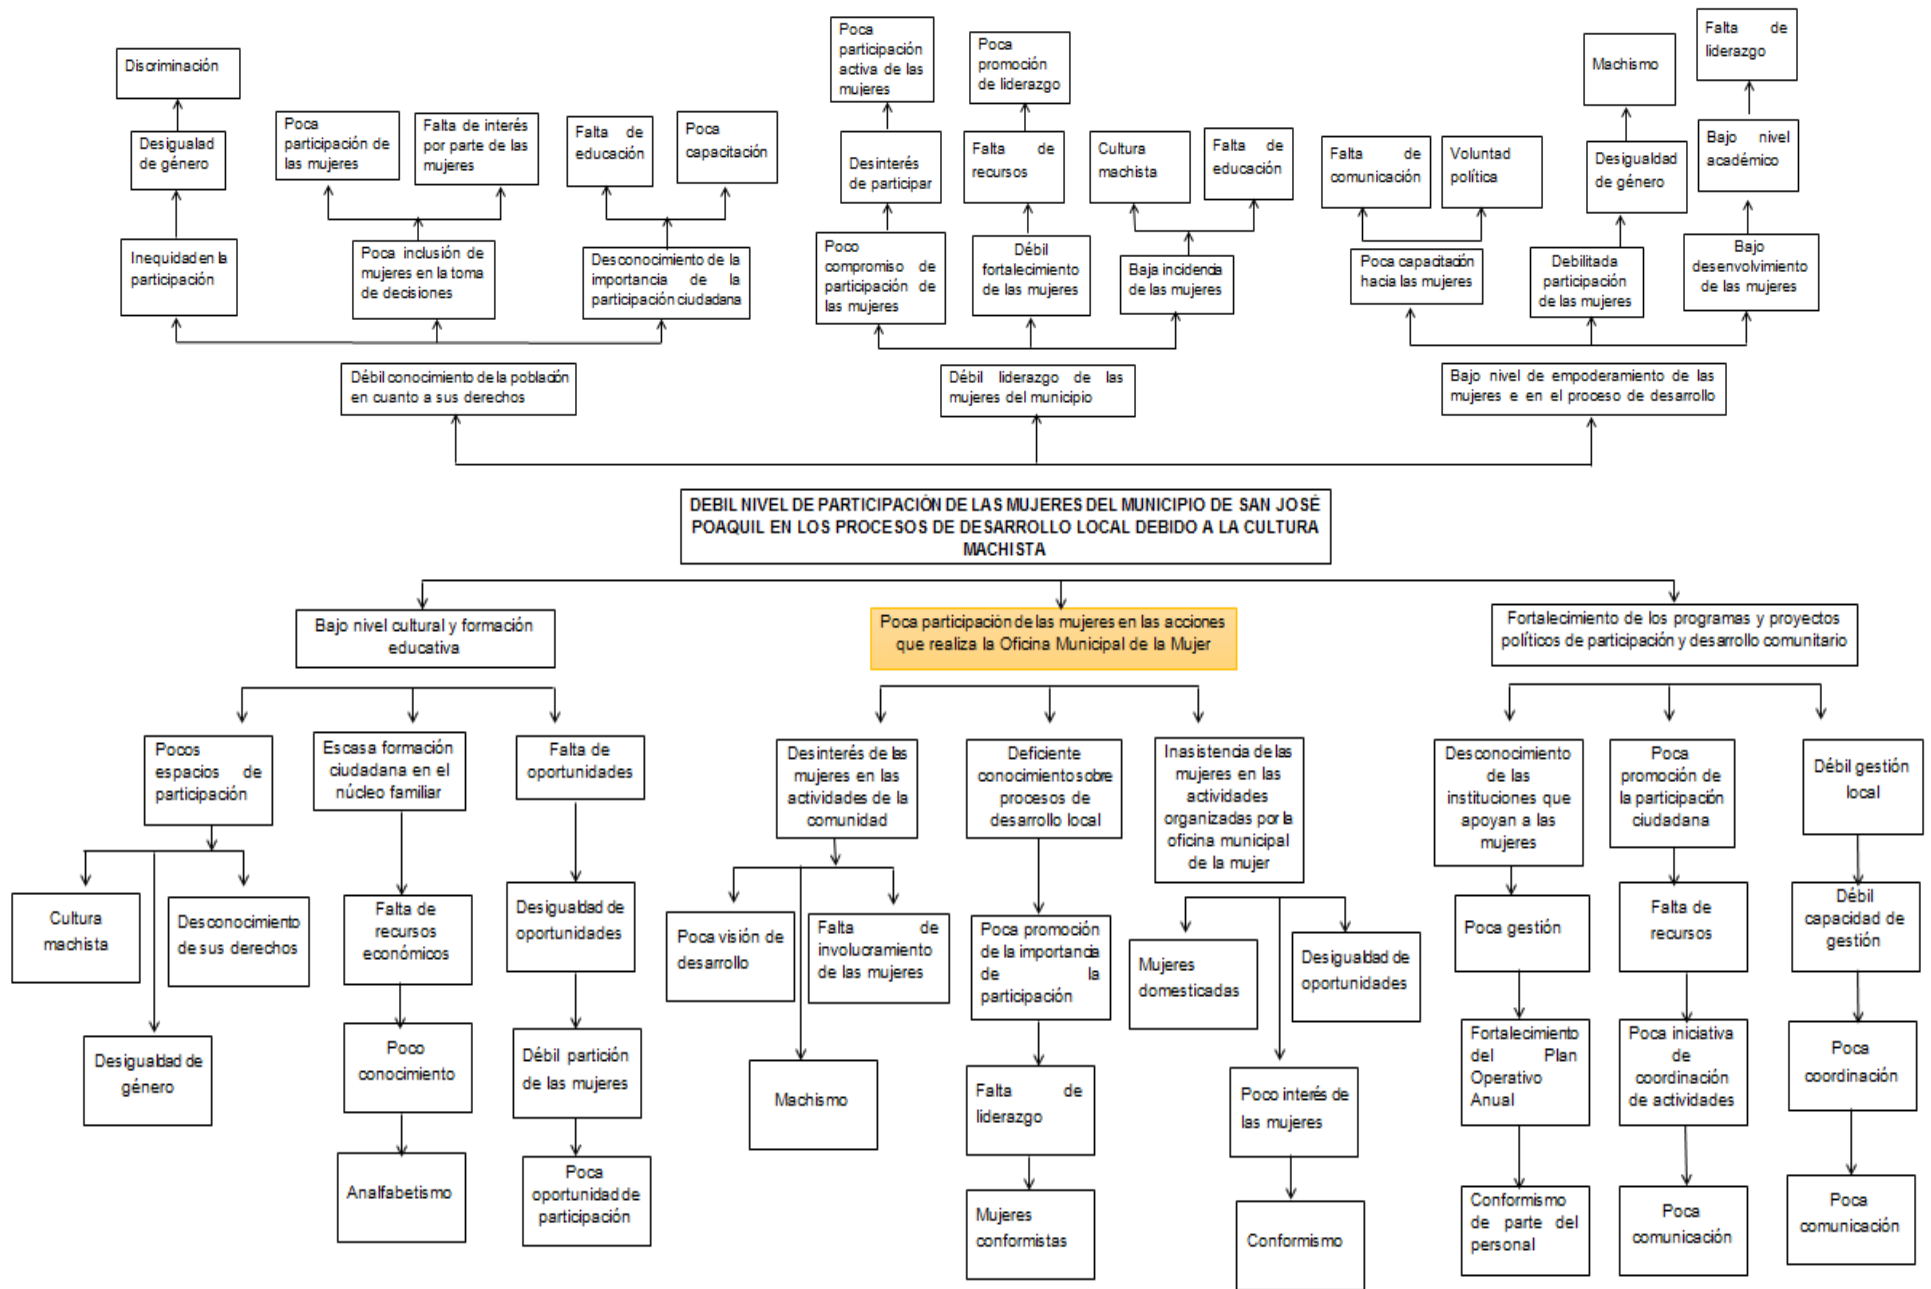 Discriminación
Desigualad
de género
Inequidad en la
participación
Poca
participación de
las mujeres
Falta de interés
por parte de las
mujeres
Poca inclusión de
mujeres en la toma
de decisiones
Falta de
educación
Poca
capacitación
Desconocimiento de la
importancia de la
participación ciudadana
Débil conocimiento de la población
en cuanto a sus derechos
Poca
participación
activa de las
mujeres
Desinterés
de participar
Poco
compromiso de
participación de
las mujeres
Poca
promoción
de liderazgo
Falta de
recursos
Débil
fortalecimiento
de las mujeres
Cultura
machista
Falta de
educación
Baja incidencia
de las mujeres
Débil liderazgo de las
mujeres del municipio
Falta de
comunicación
Voluntad
política
Poca capacitación
hacia las mujeres
Machismo
Desigualdad
de género
Debilitada
participación
de las mujeres
Falta de
liderazgo
Bajo nivel
académico
Bajo
desenvolvimiento
de las mujeres
Bajo nivel de empoderamiento de las
mujeres e en el proceso de desarrollo
DEBIL NIVEL DE PARTICIPACIÓN DE LAS MUJERES DEL MUNICIPIO DE SAN JOSÉ
POAQUIL EN LOS PROCESOS DE DESARROLLO LOCAL DEBIDO A LA CULTURA
MACHISTA
Bajo nivel cultural y formación
educativa
Poca participación de las mujeres en las acciones
que realiza la Oficina Municipal de la Mujer
Fortalecimiento de los programas y proyectos
políticos de participación y desarrollo comunitario
Pocos
espacios de
participación
Escasa formación
ciudadana en el
núcleo familiar
Falta de
oportunidades
Cultura
machista
Desconocimiento
de sus derechos
Desigualdad de
género
Falta de
recursos
económicos
Poco
conocimiento
Analfabetismo
Desigualdad de
oportunidades
Débil partición
de las mujeres
Poca
oportunidad de
participación
Desinterés de las
mujeres en las
actividades de la
comunidad
Deficiente
conocimiento sobre
procesos de
desarrollo local
Inasistencia de las
mujeres en las
actividades
organizadas por la
oficina municipal
de la mujer
Poca visión de
desarrollo
Falta de
involucramiento
de las mujeres
Machismo
Poca promoción
de la importancia
de la
participación
Falta de
liderazgo
Mujeres
conformistas
Mujeres
domesticadas
Desigualdad de
oportunidades
Poco interés de
las mujeres
Conformismo
Desconocimiento
de las
instituciones que
apoyan a las
mujeres
Poca
promoción de
la participación
ciudadana
Débil gestión
local
Poca gestión
Fortalecimiento
del Plan
Operativo
Anual
Conformismo
de parte del
personal
Falta de
recursos
Poca iniciativa de
coordinación
de actividades
Poca
comunicación
Débil
capacidad de
gestión
Poca
coordinación
Poca
comunicación